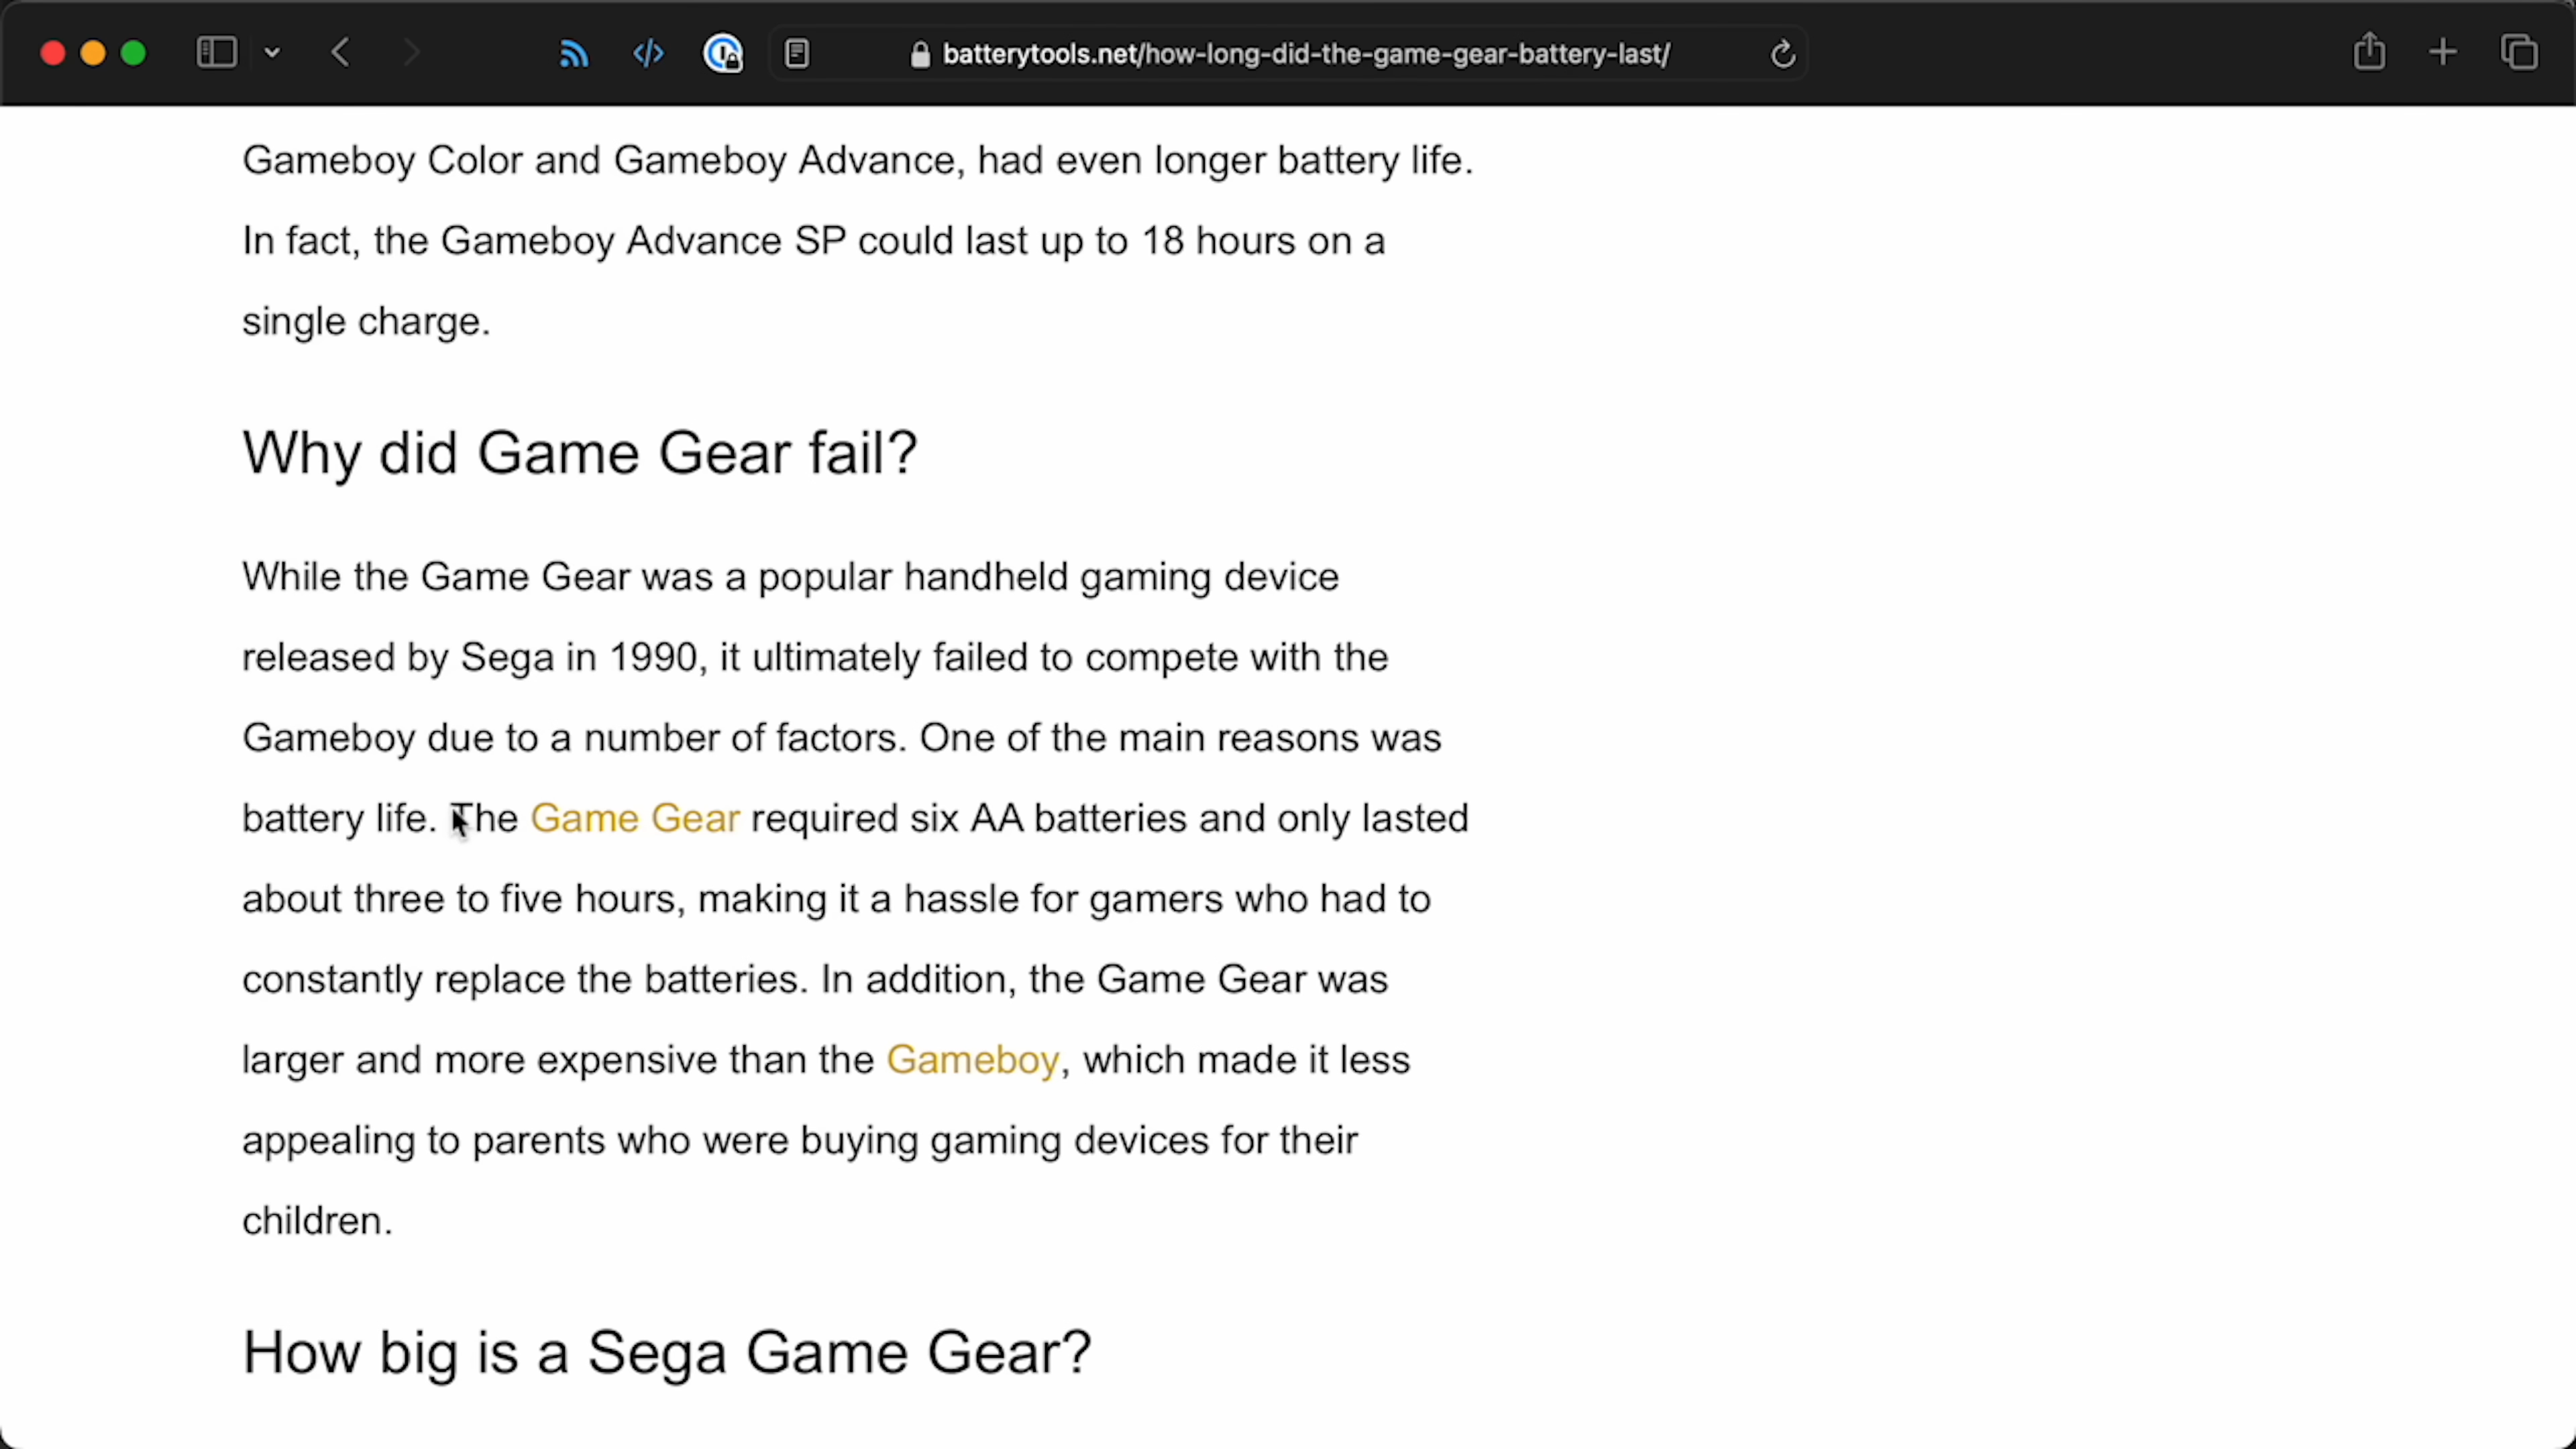 batterytools.net/how-long-did-the-game-gear-battery-last/
Gameboy Color and Gameboy Advance, had even longer battery life.
In fact, the Gameboy Advance SP could last up to 18 hours on a
single charge.
Why did Game Gear fail?
While the Game Gear was a popular handheld gaming device
released by Sega in 1990, it ultimately failed to compete with the
Gameboy due to a number of factors. One of the main reasons was
battery life. The Game Gear required six AA batteries and only lasted
about three to five hours, making it a hassle for gamers who had to
constantly replace the batteries. In addition, the Game Gear was
larger and more expensive than the Gameboy, which made it less
appealing to parents who were buying gaming devices for their
children.
How big is a Sega Game Gear?